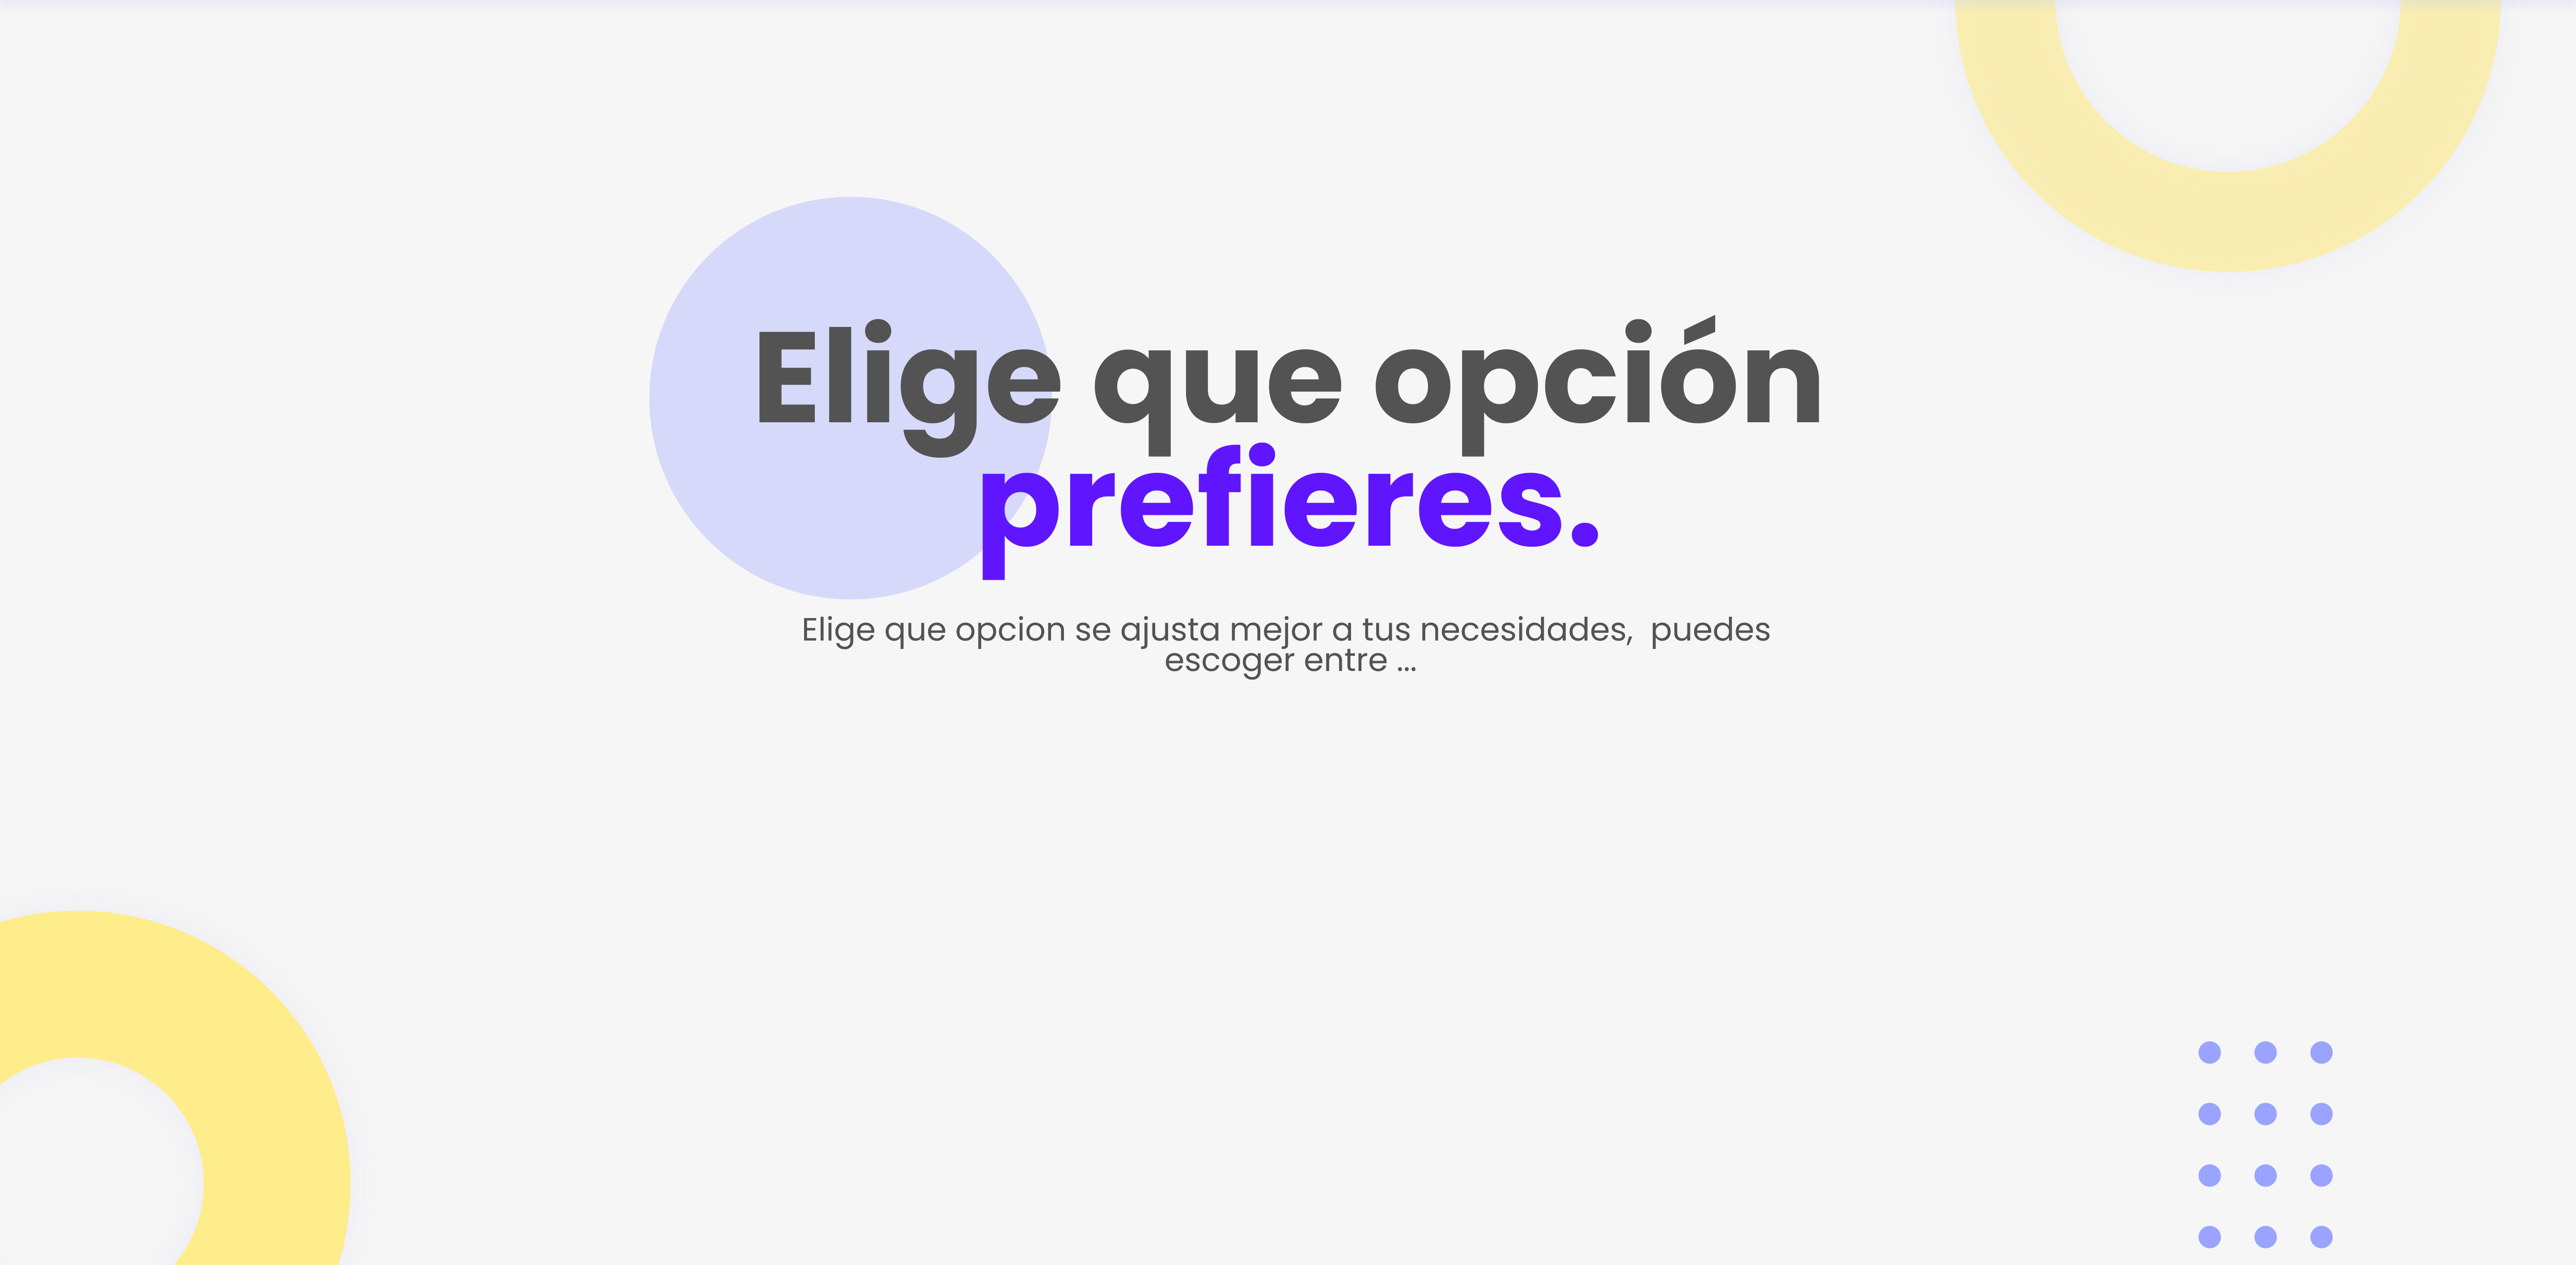 Elige que opción
prefieres.
Elige que opcion se ajusta mejor a tus necesidades,  puedes
escoger entre ...